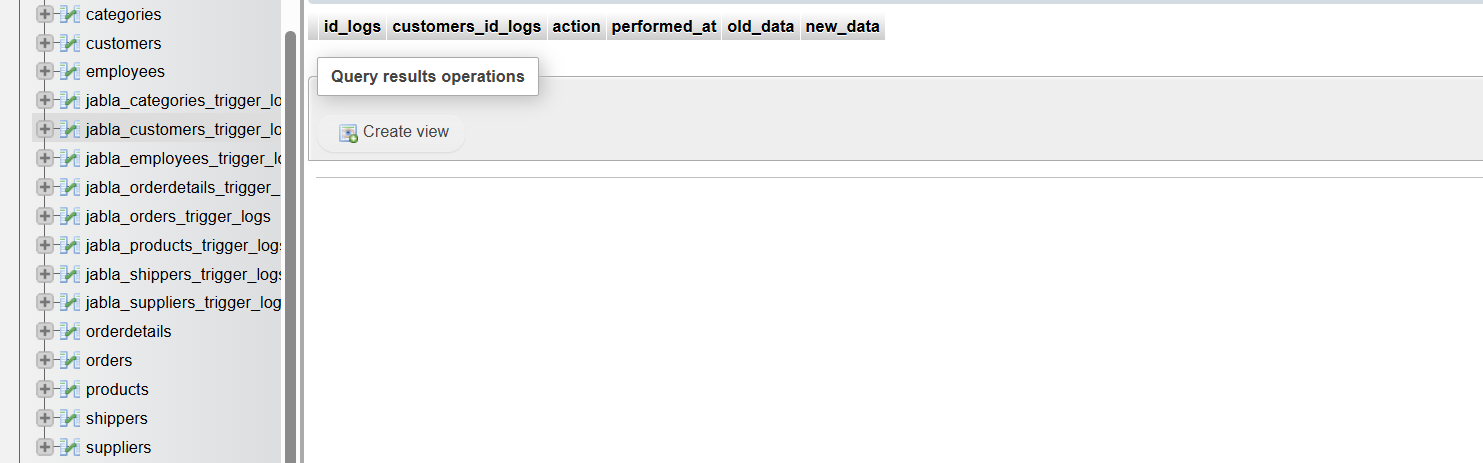 categories
customers
employees
jabla_categories_trigger_lo
jabla_customers_trigger_lo
jabla_employees_trigger_lo
jabla_orderdetails_trigger_
jabla_orders_trigger_logs
jabla_products_trigger_logs
jabla_shippers_trigger_logs
jabla_suppliers_trigger_log
orderdetails
orders
products
shippers
suppliers
id_logs customers_id_logs action performed_at old_data new_data
Query results operations
Create view